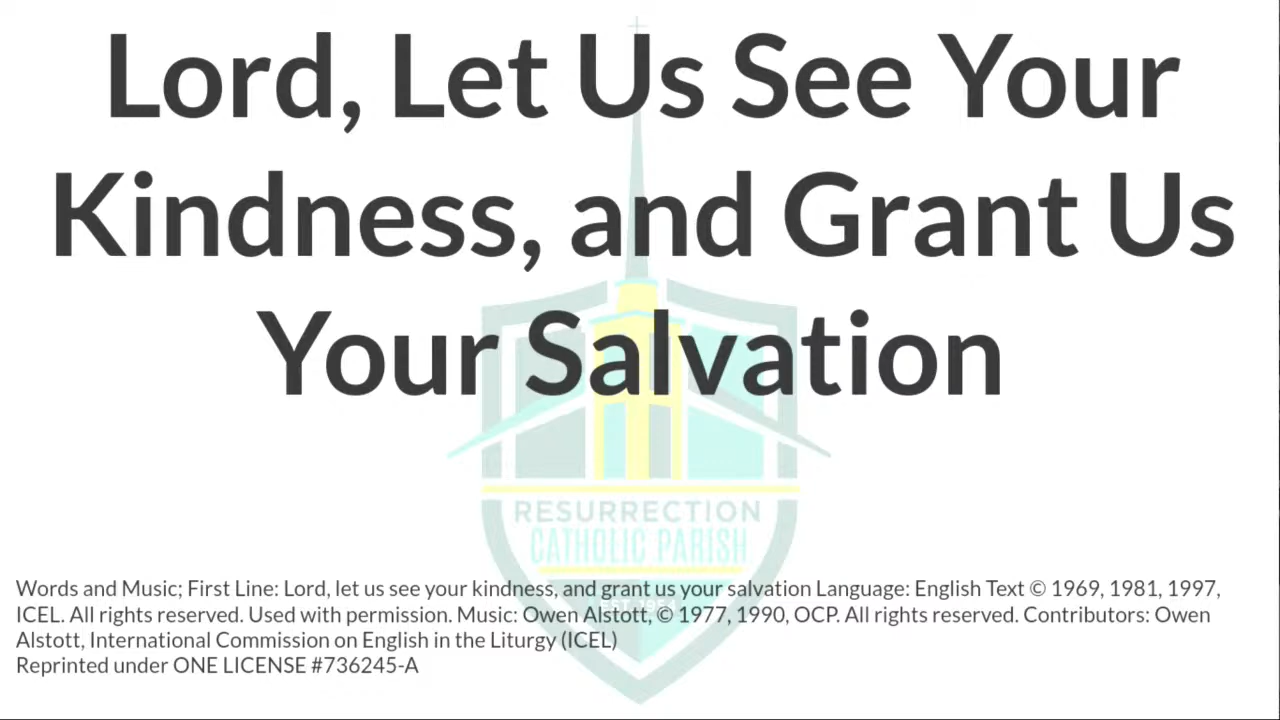 Lord, Let Us See Your
Kindness, and Grant Us
Your Salvation
RESURRECTION
CATHOLIC PARISH
Words and Music; First Line: Lord, let us see your kindness, and grant us your salvation Language: English Text © 1969, 1981, 1997,
ICEL. All rights reserved. Used with permission. Music: Owen Alstott, © 1977, 1990, OCP. All rights reserved. Contributors: Owen
Alstott, International Commission on English in the Liturgy (ICEL)
Reprinted under ONE LICENSE #736245-A